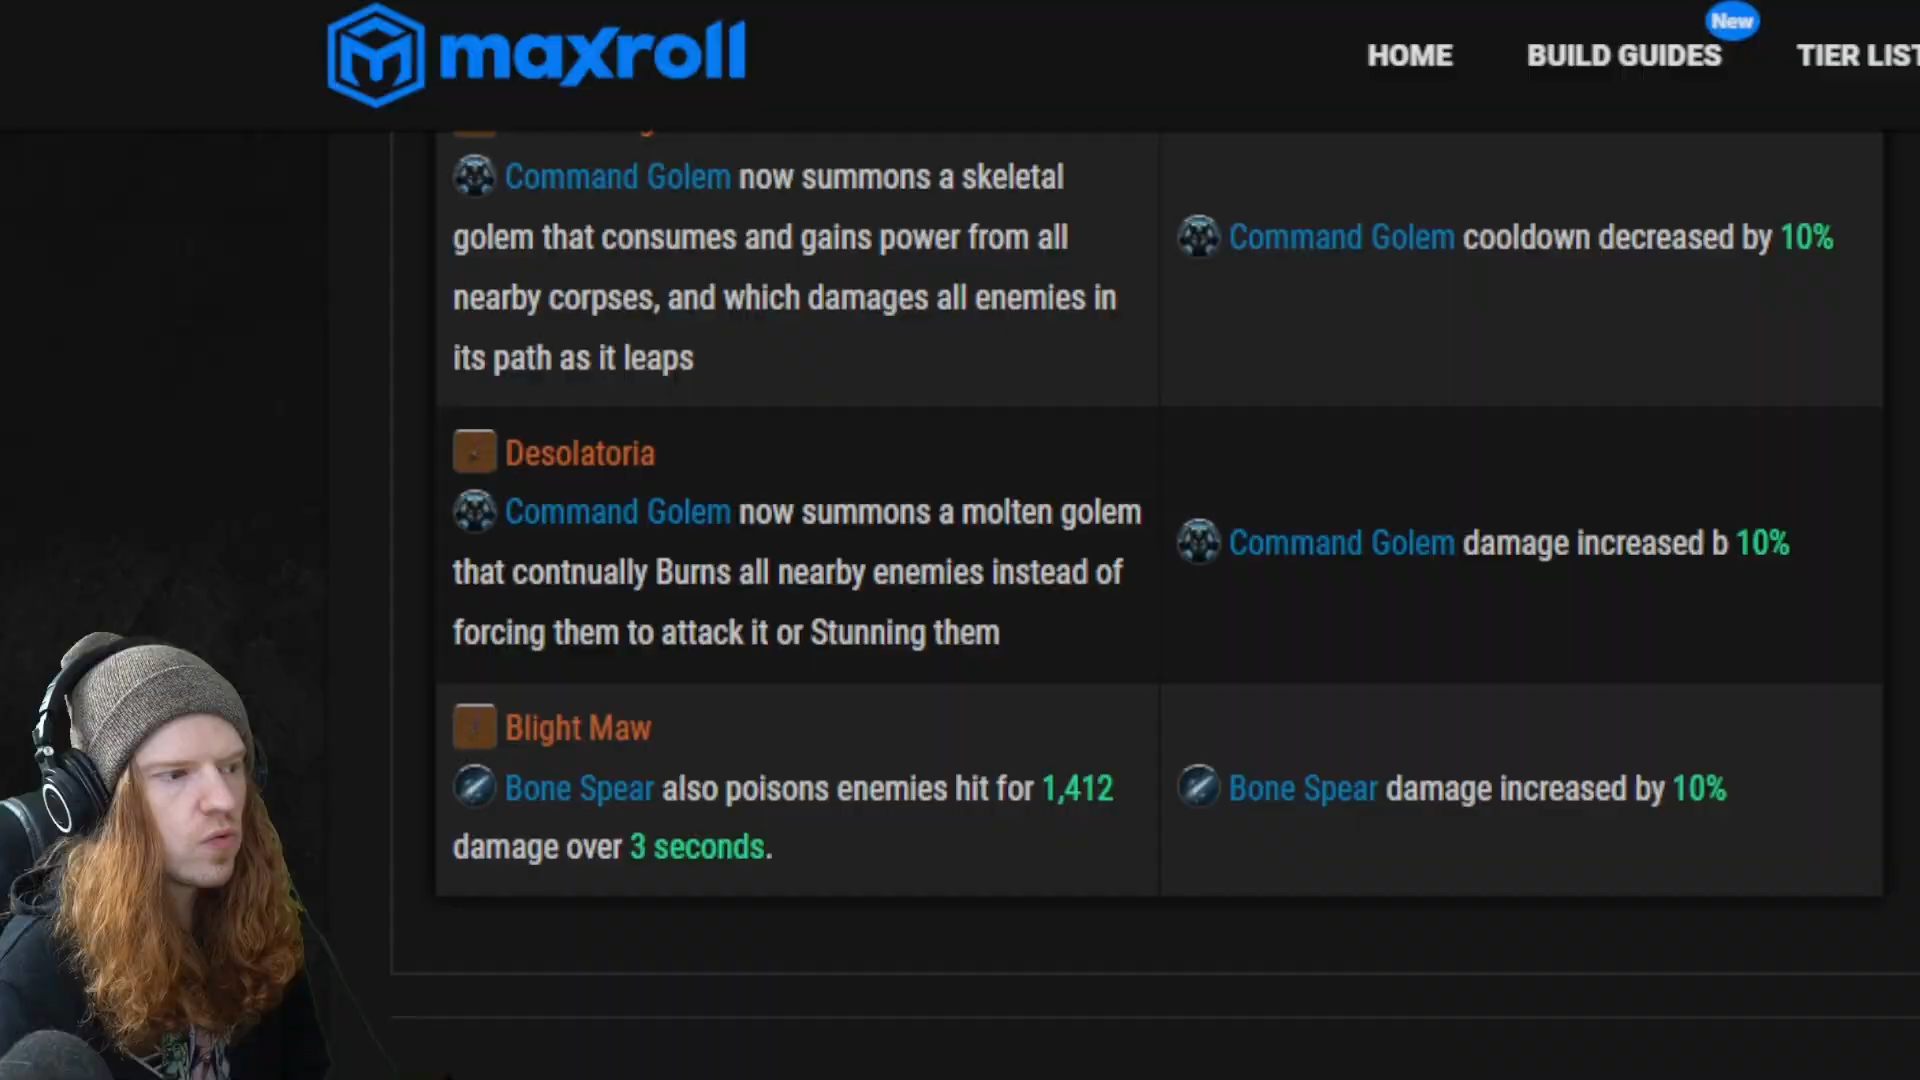 maxroll
HOME
BUILD GUIDES
New
TIER LIST
Command Golem now summons a skeletal
golem that consumes and gains power from all
nearby corpses, and which damages all enemies in
its path as it leaps
Command Golem cooldown decreased by 10%
Desolatoria
Command Golem now summons a molten golem
that contnually Burns all nearby enemies instead of
forcing them to attack it or Stunning them
Command Golem damage increased b 10%
Blight Maw
Bone Spear also poisons enemies hit for 1,412
damage over 3 seconds.
Bone Spear damage increased by 10%